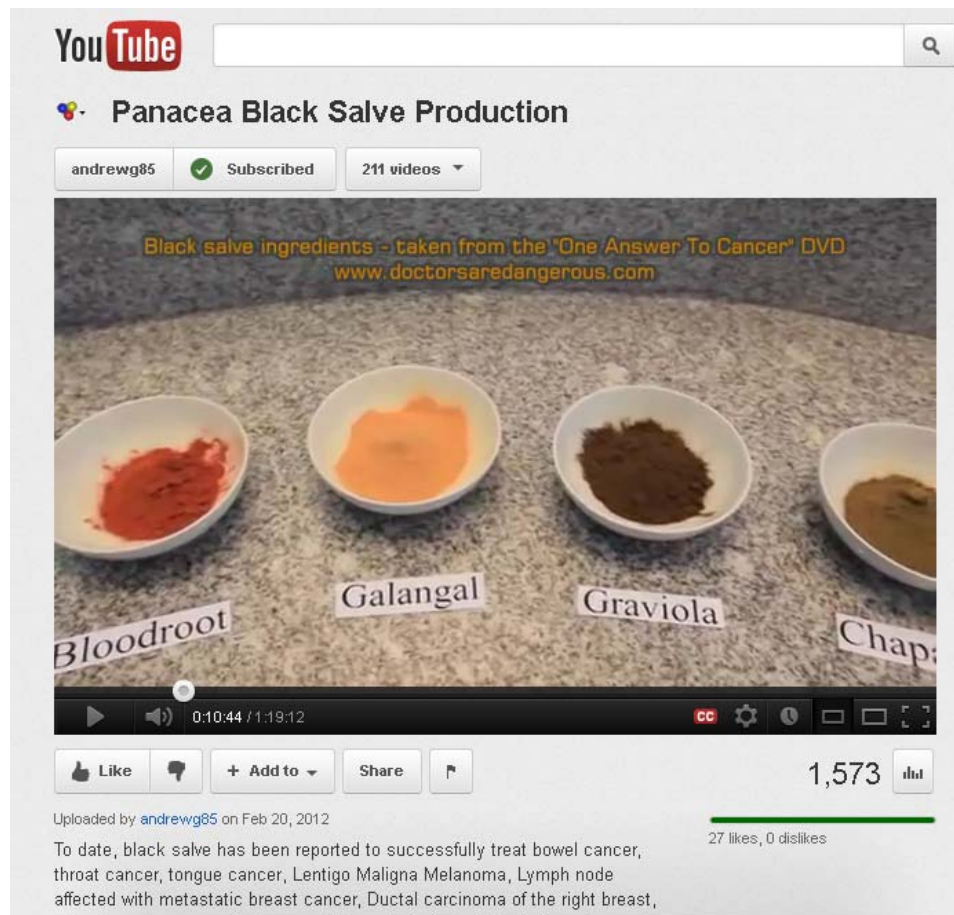 YouTube
Panacea Black Salve Production
andrewg85 Subscribed 211 videos
Black salve ingredients - taken from the "One Answer To Cancer" DVD
www.doctorsaredangerous.com
Bloodroot
Galangal
Graviola
Chapa
0:10:44 / 1:19:12
CC
Like
+ Add to
Share
1,573
Uploaded by andrewg85 on Feb 20, 2012
27 likes, 0 dislikes
To date, black salve has been reported to successfully treat bowel cancer,
throat cancer, tongue cancer, Lentigo Maligna Melanoma, Lymph node
affected with metastatic breast cancer, Ductal carcinoma of the right breast,